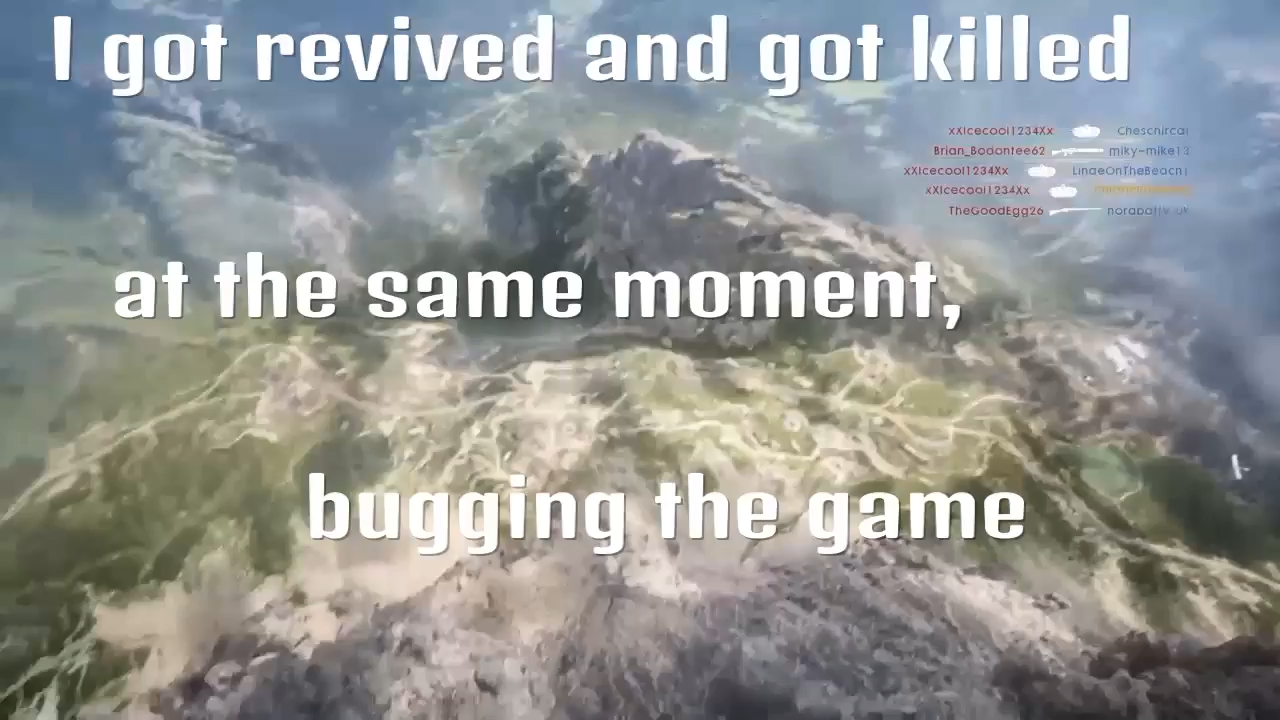 I got revived and got killed
xXIcecool1234Xx
Brian_Bodontee62 miky-mike13
xXIcecool1234Xx
xXIcecool1234Xx
TheGoodEgg26
at the same moment,
bugging the game